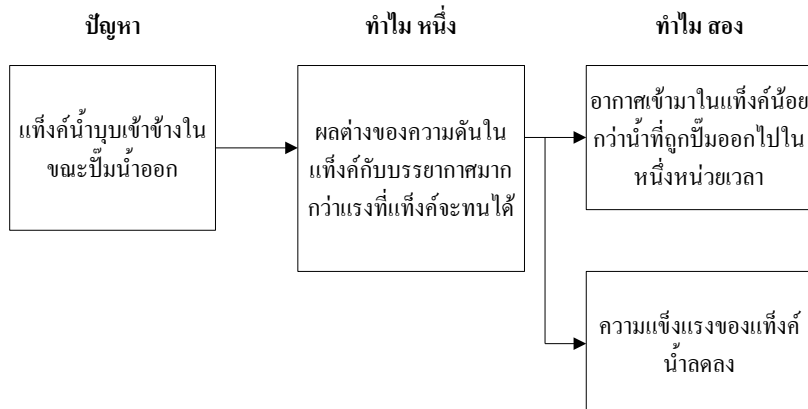 ปัญหา
ทำไม หนึ่ง
ทำไม สอง
แท็งค์น้ำบุบเข้าข้างใน
ขณะปั๊มน้ำออก
ผลต่างของความดันใน
แท็งค์กับบรรยากาศมาก
กว่าแรงที่แท็งค์จะทนได้
อากาศเข้ามาในแท็งค์น้อย
กว่าน้ำที่ถูกปั๊มออกไปใน
หนึ่งหน่วยเวลา
ความแข็งแรงของแท็งค์
น้ำลดลง